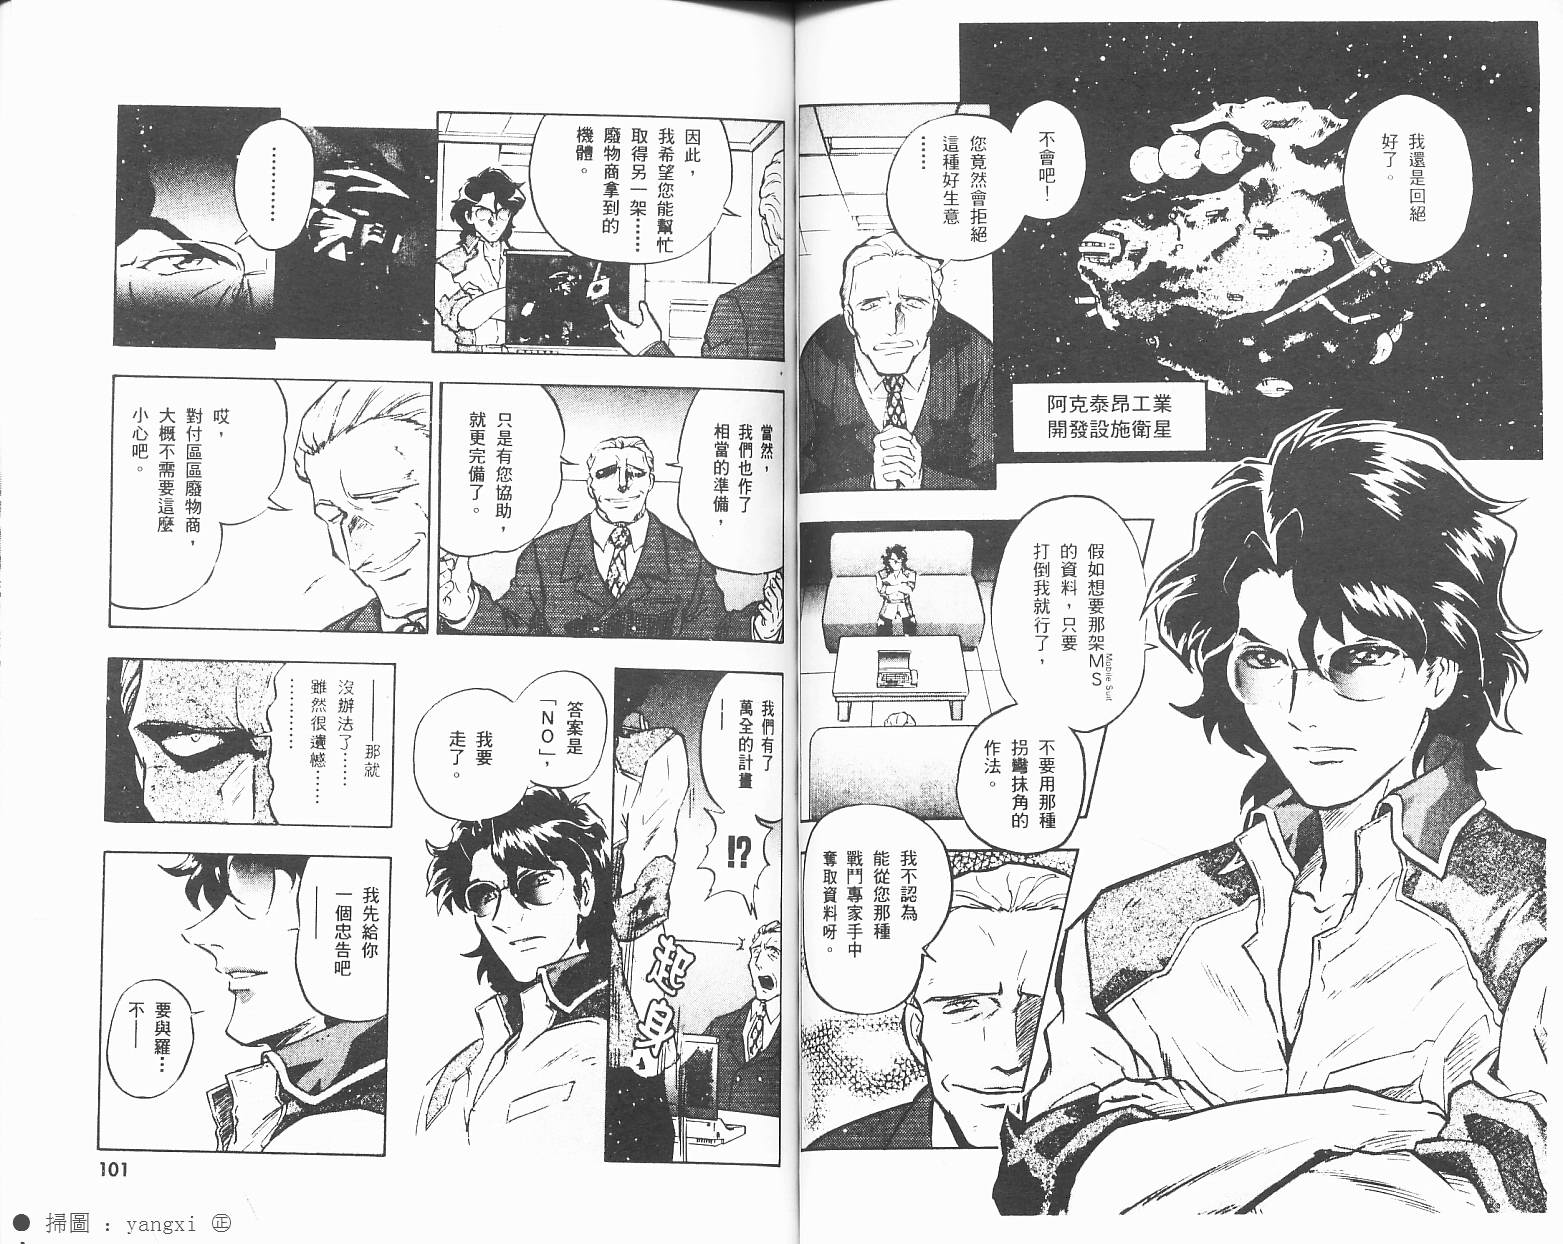 我還是回絕
好了。
不會吧！
您竟然會拒絕
這種好生意
……
阿克泰昂工業
開發設施衛星
假如想要那架MS
Mobile Suit
的資料，只要
打倒我就行了，
不要用那種
拐彎抹角的
作法。
我不認為
能從您那種
戰鬥專家手中
奪取資料呀。
因此，
我希望您能幫忙
取得另一架……
廢物商拿到的
機體。
…………
當然，
我們也作了
相當的準備，
只是有您協助，
就更完備了。
哎，
對付區區廢物商，
大概不需要這麼
小心吧。
我們有了
萬全的計畫
——
!?
起身
答案是
「NO」，
我要
走了。
——那就
沒辦法了……
雖然很遺憾……
…………
我先給你
一個忠告吧
——
要與羅…
不——
101
● 掃圖 : yangxi ㊣